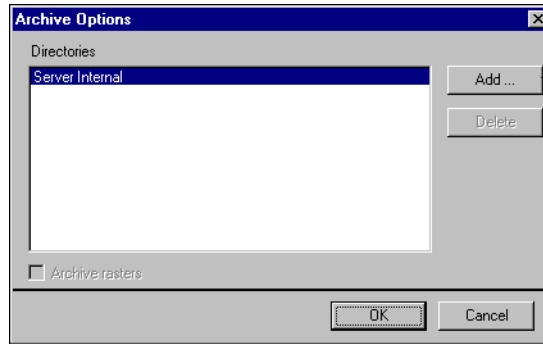 Archive Options
Directories
Server Internal
Add ...
Delete
Archive rasters
OK
Cancel